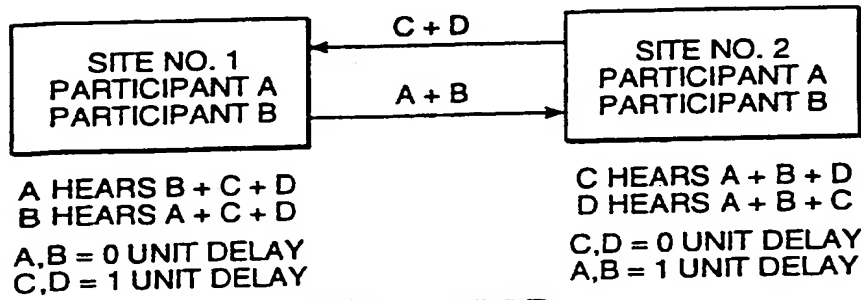 C + D
SITE NO. 1
PARTICIPANT A
PARTICIPANT B
A + B
SITE NO. 2
PARTICIPANT A
PARTICIPANT B
A HEARS B + C + D
B HEARS A + C + D
A,B = 0 UNIT DELAY
C,D = 1 UNIT DELAY
C HEARS A + B + D
D HEARS A + B + C
C,D = 0 UNIT DELAY
A,B = 1 UNIT DELAY